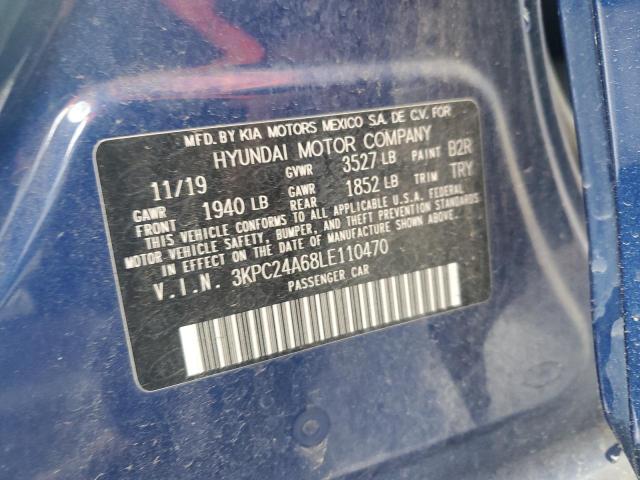 MFD. BY KIA MOTORS MEXICO S.A. DE C.V. FOR
HYUNDAI MOTOR COMPANY
11/19 GVWR 3527 LB PAINT B2R
GAWR FRONT 1940 LB GAWR REAR 1852 LB TRIM TRY
THIS VEHICLE CONFORMS TO ALL APPLICABLE U.S.A. FEDERAL
MOTOR VEHICLE SAFETY, BUMPER, AND THEFT PREVENTION STANDARDS
IN EFFECT ON THE DATE OF MANUFACTURE SHOWN ABOVE.
V.I.N. 3KPC24A68LE110470
PASSENGER CAR